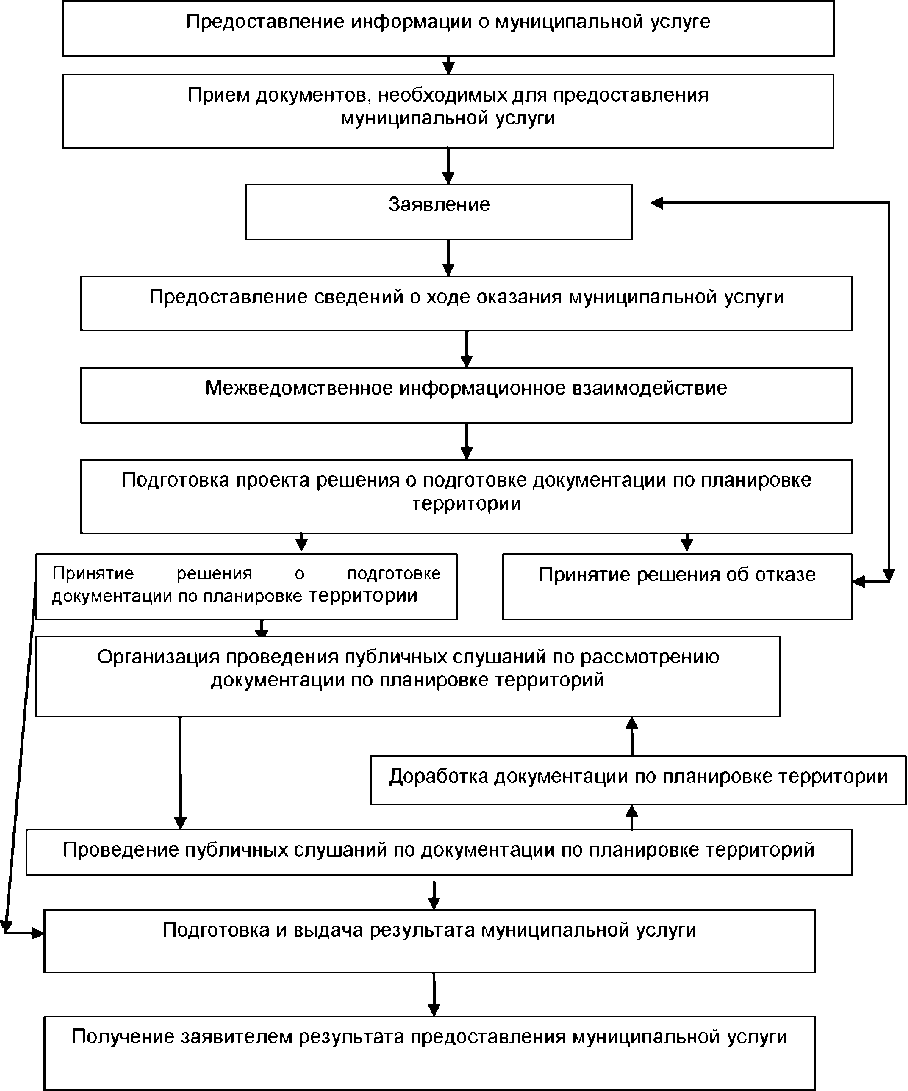 Предоставление информации о муниципальной услуге
Прием документов, необходимых для предоставления
муниципальной услуги
Заявление
Предоставление сведений о ходе оказания муниципальной услуги
Межведомственное информационное взаимодействие
Подготовка проекта решения о подготовке документации по планировке
территории
Принятие решения о подготовке
документации по планировке территории
Принятие решения об отказе
Организация проведения публичных слушаний по рассмотрению
документации по планировке территорий
Доработка документации по планировке территории
Проведение публичных слушаний по документации по планировке территорий
Подготовка и выдача результата муниципальной услуги
Получение заявителем результата предоставления муниципальной услуги